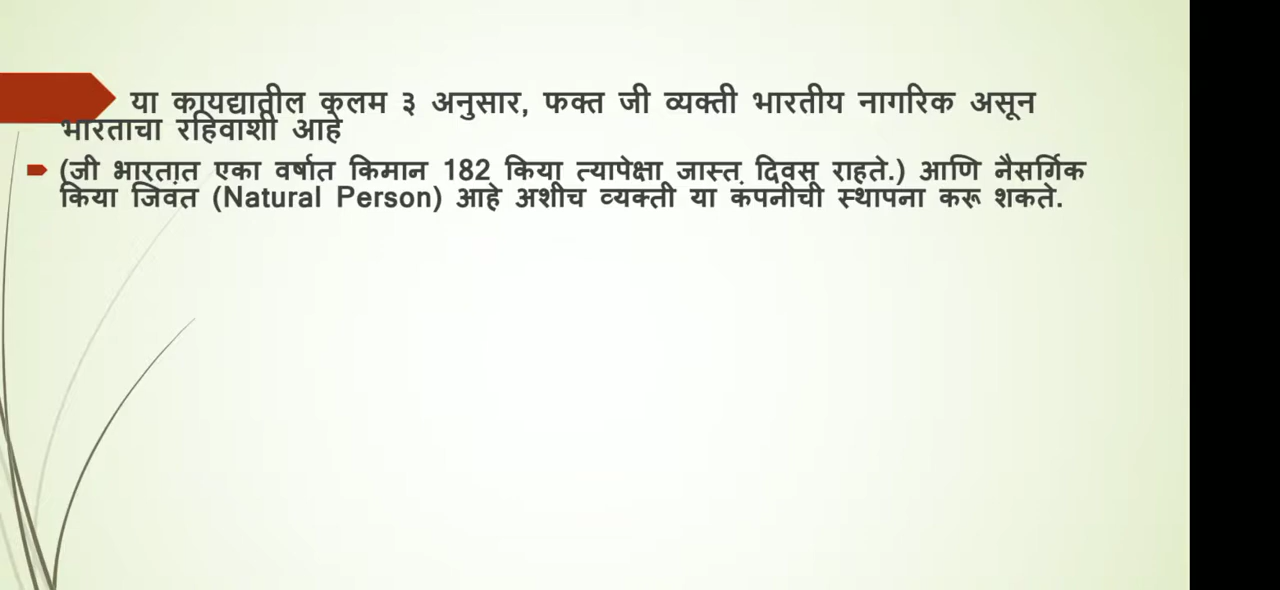 या कायद्यातील कलम ३ अनुसार, फक्त जी व्यक्ती भारतीय नागरिक असून
भारताचा रहिवाशी आहे
(जी भारतात एका वर्षात किमान 182 किंवा त्यापेक्षा जास्त दिवस राहते.) आणि नैसर्गिक
किंवा जिवंत (Natural Person) आहे अशीच व्यक्ती या कंपनीची स्थापना करू शकते.